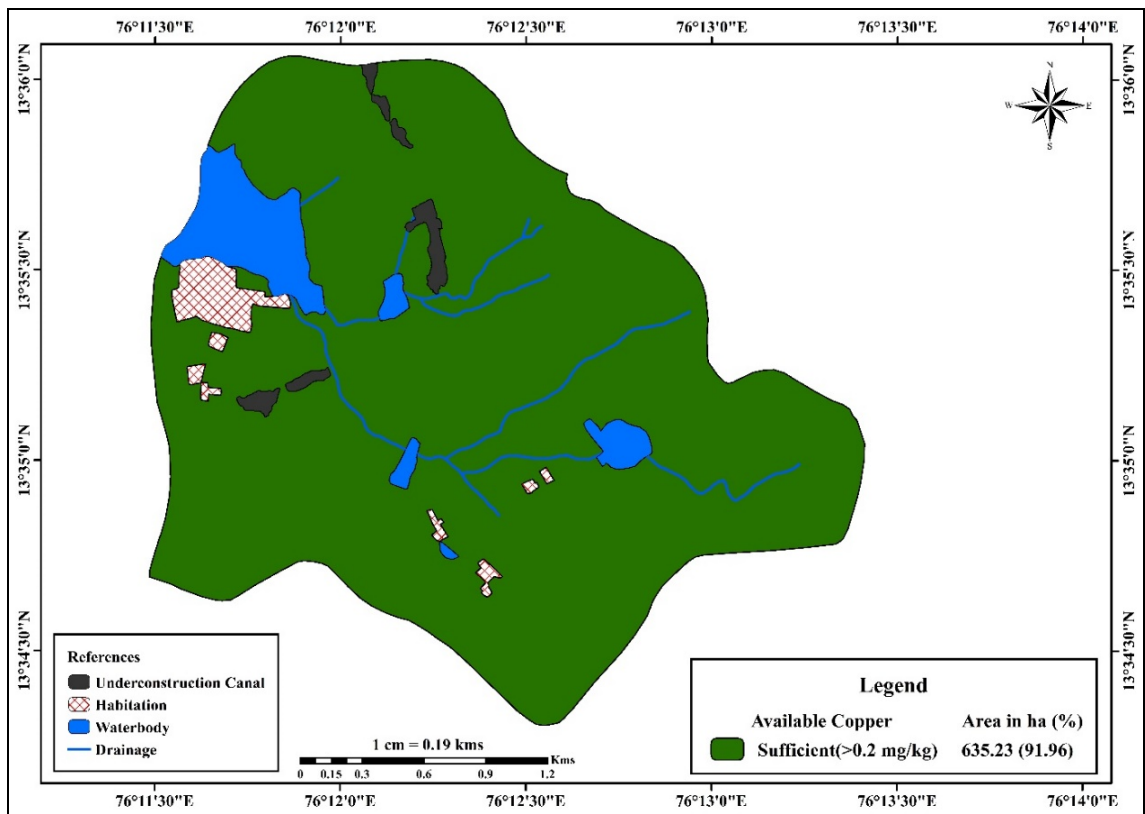 76°11'30"E 76°12'0"E 76°12'30"E 76°13'0"E 76°13'30"E 76°14'0"E
13°36'0"N 13°36'0"N
N
W E
S
13°35'30"N 13°35'30"N
13°35'0"N 13°35'0"N
13°34'30"N 13°34'30"N
References
Underconstruction Canal
Habitation
Waterbody
Drainage
1 cm = 0.19 kms
Kms
0 0.15 0.3 0.6 0.9 1.2
Legend
Available Copper Area in ha (%)
Sufficient(>0.2 mg/kg) 635.23 (91.96)
76°11'30"E 76°12'0"E 76°12'30"E 76°13'0"E 76°13'30"E 76°14'0"E